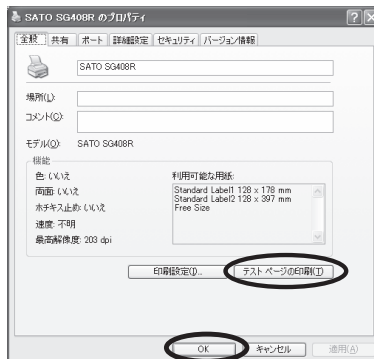 SATO SG408R のプロパティ
全般 共有 ポート 詳細設定 セキュリティ バージョン情報
SATO SG408R
場所(L):
コメント(C):
モデル(O): SATO SG408R
機能
色: いいえ
両面: いいえ
ホチキス止め: いいえ
速度: 不明
最高解像度: 203 dpi
利用可能な用紙:
Standard Label1 128 x 178 mm
Standard Label2 128 x 397 mm
Free Size
印刷設定(I)... テスト ページの印刷(T)
OK キャンセル 適用(A)